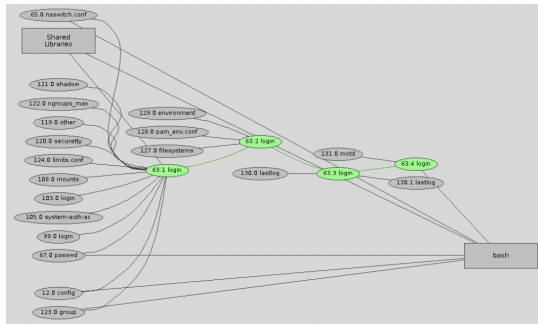 65.0 nsswitch.conf
Shared
Libraries
121.0 shadow
122.0 ngroups_max
119.0 other
120.0 securetty
124.0 limits.conf
109.0 mounts
103.0 login
105.0 system-auth-ac
99.0 login
67.0 passwd
12.0 config
123.0 group
63.1 login
129.0 environment
128.0 pam_env.conf
127.0 filesystems
63.2 login
130.0 lastlog
131.0 motd
63.3 login
63.4 login
130.1 lastlog
bash